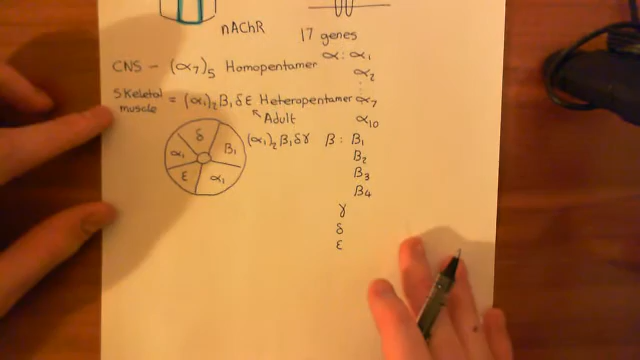 nAChR 17 genes
CNS - (α7)5 Homopentamer α : α1
α2
⋮
Skeletal muscle = (α1)2 β1 δ ε Heteropentamer α7
↖ Adult α10
(α1)2 β1 δ γ β : β1
β2
β3
β4
γ
δ
ε
δ
α1 β1
ε α1